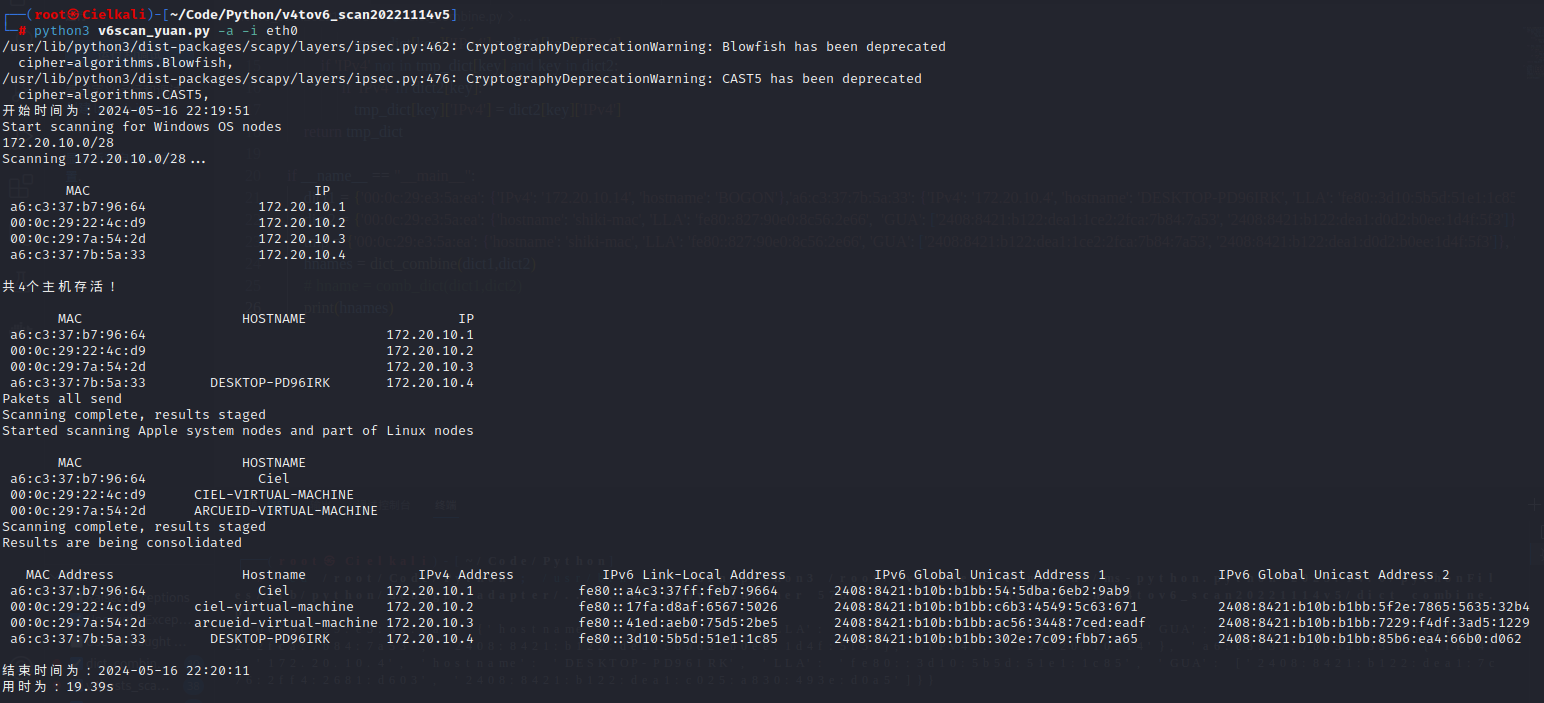 ┌──(root㉿Cielkali)-[~/Code/Python/v4tov6_scan20221114v5]
└─# python3 v6scan_yuan.py -a -i eth0
/usr/lib/python3/dist-packages/scapy/layers/ipsec.py:462: CryptographyDeprecationWarning: Blowfish has been deprecated
  cipher=algorithms.Blowfish,
/usr/lib/python3/dist-packages/scapy/layers/ipsec.py:476: CryptographyDeprecationWarning: CAST5 has been deprecated
  cipher=algorithms.CAST5,
开始时间为：2024-05-16 22:19:51
Start scanning for Windows OS nodes
172.20.10.0/28
Scanning 172.20.10.0/28...
MAC IP
a6:c3:37:b7:96:64 172.20.10.1
00:0c:29:22:4c:d9 172.20.10.2
00:0c:29:7a:54:2d 172.20.10.3
a6:c3:37:7b:5a:33 172.20.10.4
共4个主机存活！
MAC HOSTNAME IP
a6:c3:37:b7:96:64 172.20.10.1
00:0c:29:22:4c:d9 172.20.10.2
00:0c:29:7a:54:2d 172.20.10.3
a6:c3:37:7b:5a:33 DESKTOP-PD96IRK 172.20.10.4
Pakets all send
Scanning complete, results staged
Started scanning Apple system nodes and part of Linux nodes
MAC HOSTNAME
a6:c3:37:b7:96:64 Ciel
00:0c:29:22:4c:d9 CIEL-VIRTUAL-MACHINE
00:0c:29:7a:54:2d ARCUEID-VIRTUAL-MACHINE
Scanning complete, results staged
Results are being consolidated
MAC Address Hostname IPv4 Address IPv6 Link-Local Address IPv6 Global Unicast Address 1 IPv6 Global Unicast Address 2
a6:c3:37:b7:96:64 Ciel 172.20.10.1 fe80::a4c3:37ff:feb7:9664 2408:8421:b10b:b1bb:54:5dba:6eb2:9ab9
00:0c:29:22:4c:d9 ciel-virtual-machine 172.20.10.2 fe80::17fa:d8af:6567:5026 2408:8421:b10b:b1bb:c6b3:4549:5c63:671 2408:8421:b10b:b1bb:5f2e:7865:5635:32b4
00:0c:29:7a:54:2d arcueid-virtual-machine 172.20.10.3 fe80::41ed:aeb0:75d5:2be5 2408:8421:b10b:b1bb:ac56:3448:7ced:eadf 2408:8421:b10b:b1bb:7229:f4df:3ad5:1229
a6:c3:37:7b:5a:33 DESKTOP-PD96IRK 172.20.10.4 fe80::3d10:5b5d:51e1:1c85 2408:8421:b10b:b1bb:302e:7c09:fbb7:a65 2408:8421:b10b:b1bb:85b6:ea4:66b0:d062
结束时间为：2024-05-16 22:20:11
用时为：19.39s